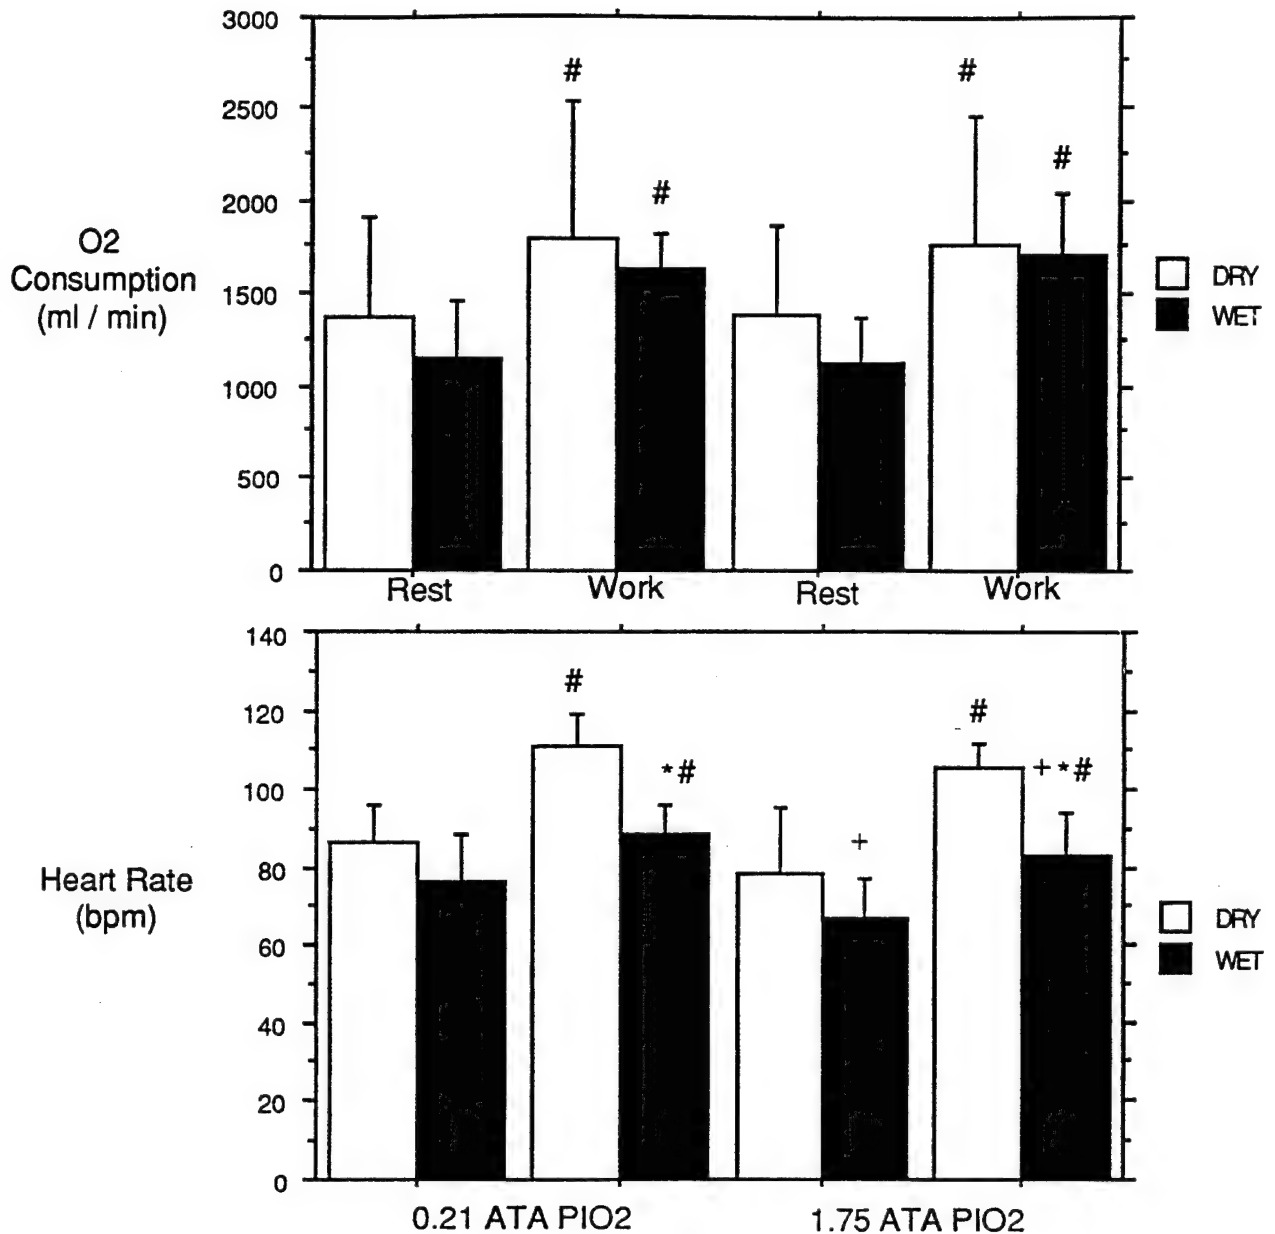 3000
2500
2000
1500
1000
500
0
O2
Consumption
(ml / min)
#
#
#
#
DRY
WET
Rest
Work
Rest
Work
140
120
100
80
60
40
20
0
Heart Rate
(bpm)
#
*#
+
#
+*#
DRY
WET
0.21 ATA PIO2
1.75 ATA PIO2